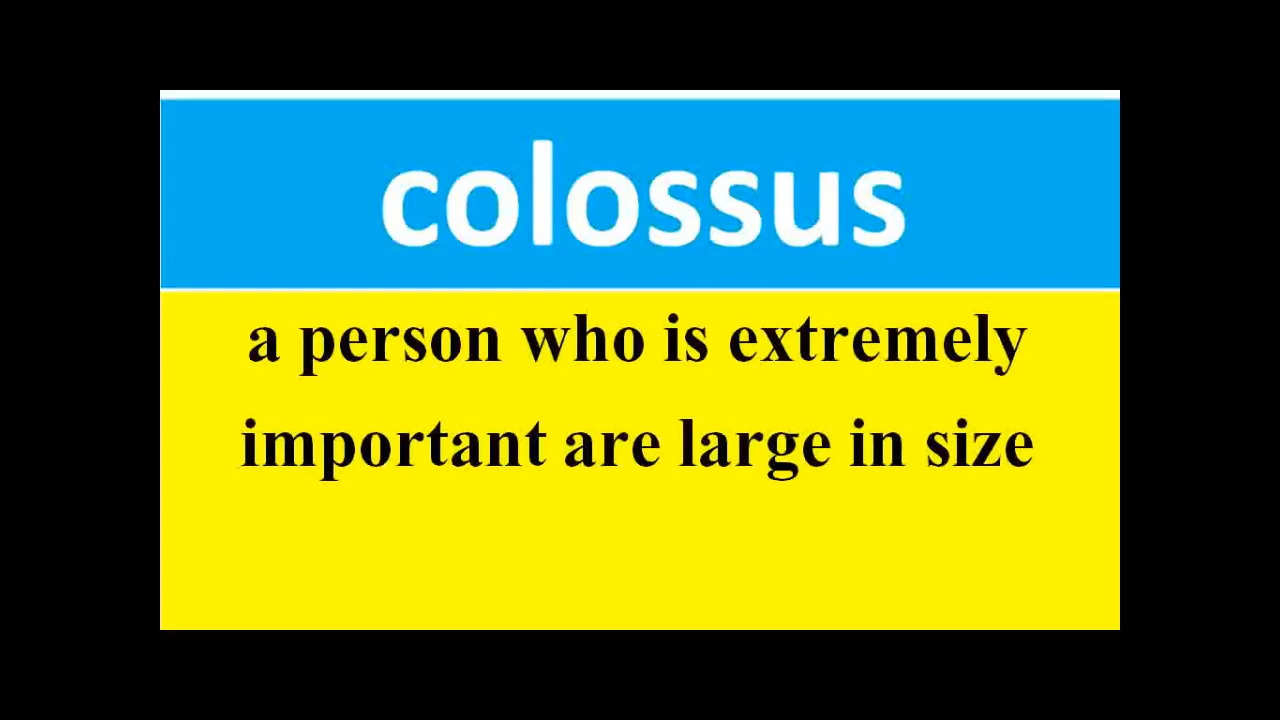 colossus
a person who is extremely
important are large in size